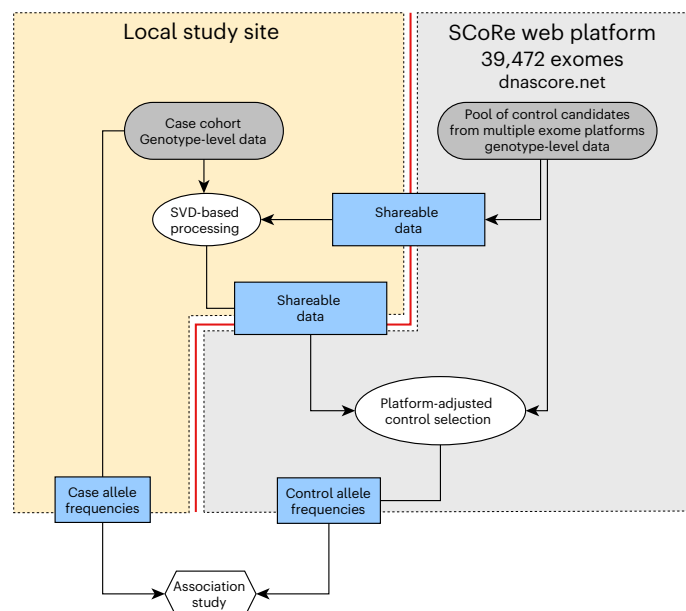 Local study site
SCoRe web platform
39,472 exomes
dnascore.net
Case cohort
Genotype-level data
Pool of control candidates
from multiple exome platforms
genotype-level data
SVD-based
processing
Shareable
data
Shareable
data
Platform-adjusted
control selection
Case allele
frequencies
Control allele
frequencies
Association
study